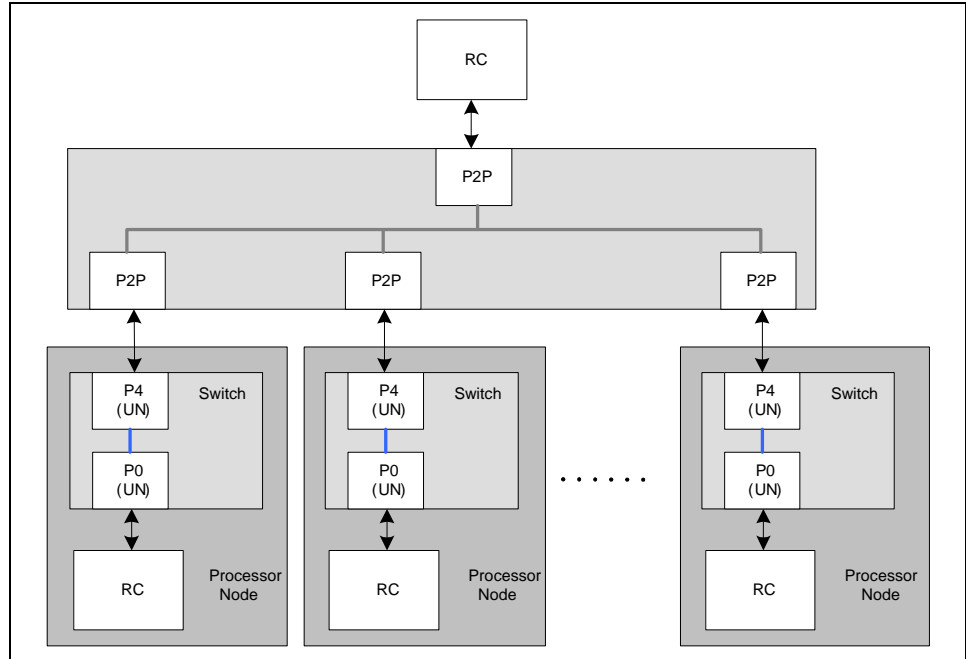 RC
P2P
P2P
P2P
P2P
P4
(UN)
Switch
P0
(UN)
RC
Processor
Node
P4
(UN)
Switch
P0
(UN)
RC
Processor
Node
......
P4
(UN)
Switch
P0
(UN)
RC
Processor
Node